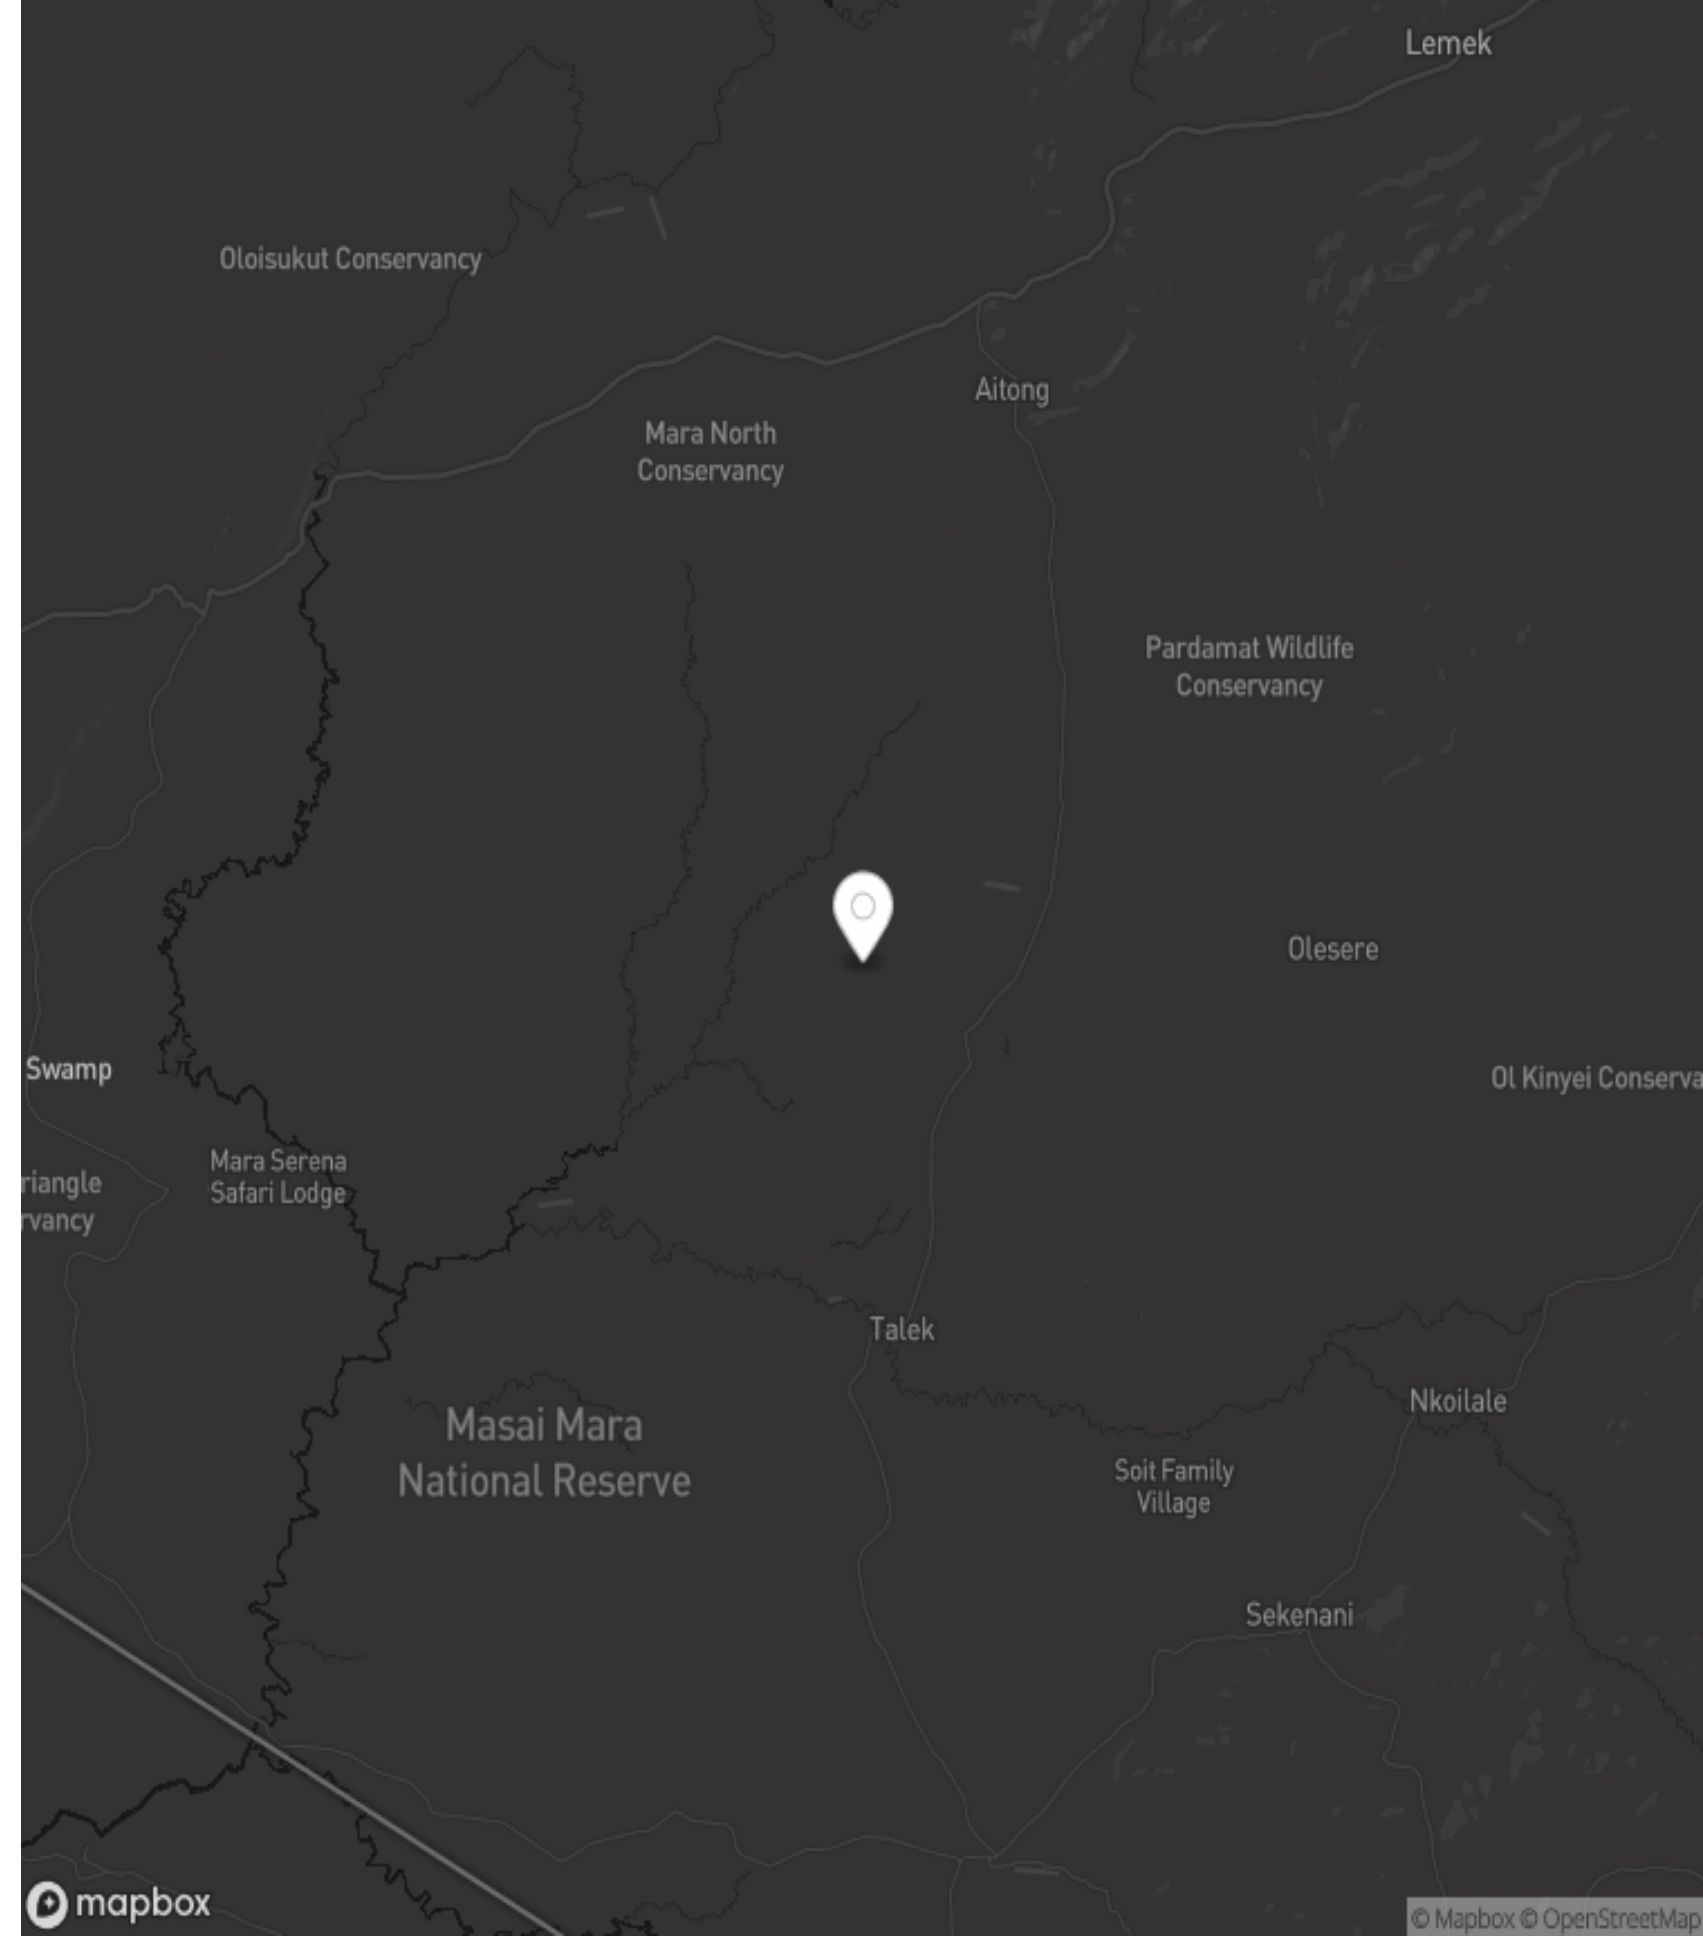 Lemek
Oloisukut Conservancy
Aitong
Mara North
Conservancy
Pardamat Wildlife
Conservancy
Olesere
Swamp
Ol Kinyei Conserva
Mara Serena
Safari Lodge
riangle
rvancy
Talek
Nkoilale
Masai Mara
National Reserve
Soit Family
Village
Sekenani
mapbox
© Mapbox © OpenStreetMap